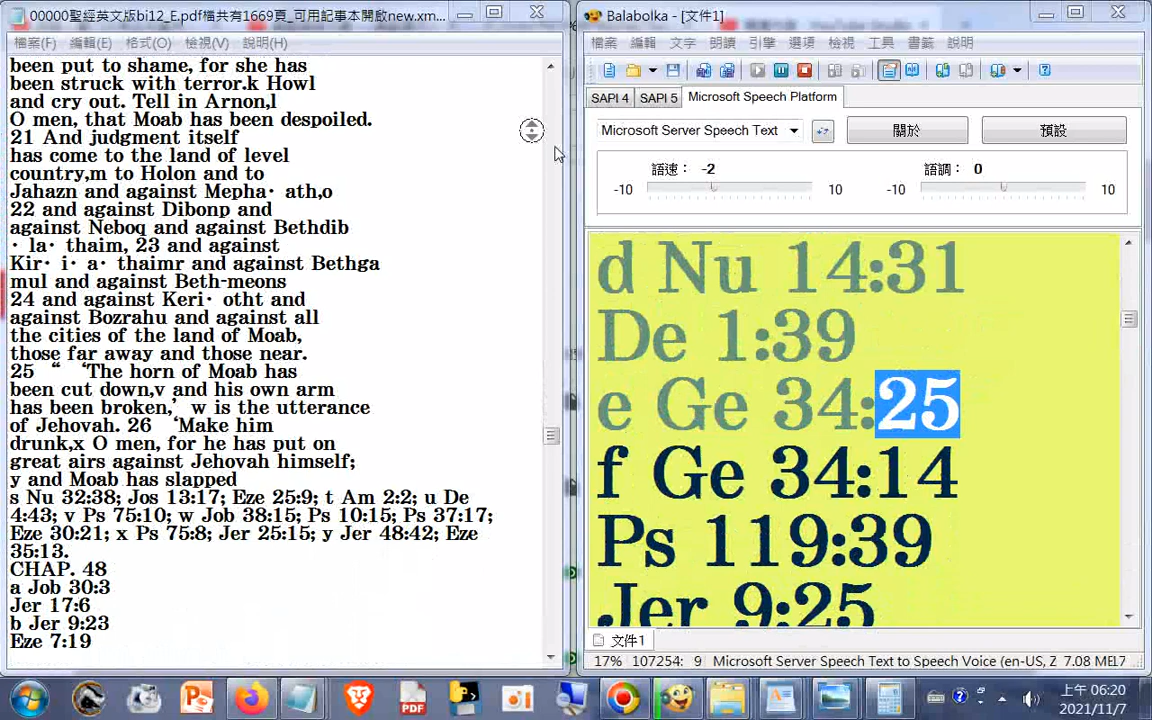 00000聖經英文版bi12_E.pdf檔共有1669頁_可用記事本開啟new.xm...
檔案(F) 編輯(E) 格式(O) 檢視(V) 說明(H)
been put to shame, for she has
been struck with terror.k Howl
and cry out. Tell in Arnon,l
O men, that Moab has been despoiled.
21 And judgment itself
has come to the land of level
country,m to Holon and to
Jahazn and against Mepha· ath,o
22 and against Dibonp and
against Neboq and against Bethdib
· la· thaim, 23 and against
Kir· i· a· thaimr and against Bethga
mul and against Beth-meons
24 and against Keri· otht and
against Bozrahu and against all
the cities of the land of Moab,
those far away and those near.
25 “ ‘The horn of Moab has
been cut down,v and his own arm
has been broken,’ w is the utterance
of Jehovah. 26 ‘Make him
drunk,x O men, for he has put on
great airs against Jehovah himself;
y and Moab has slapped
s Nu 32:38; Jos 13:17; Eze 25:9; t Am 2:2; u De
4:43; v Ps 75:10; w Job 38:15; Ps 10:15; Ps 37:17;
Eze 30:21; x Ps 75:8; Jer 25:15; y Jer 48:42; Eze
35:13.
CHAP. 48
a Job 30:3
Jer 17:6
b Jer 9:23
Eze 7:19
Balabolka - [文件1]
檔案 編輯 文字 朗讀 引擎 選項 檢視 工具 書籤 說明
SAPI 4 SAPI 5 Microsoft Speech Platform
Microsoft Server Speech Text 關於 預設
語速： -2 語調： 0
-10 10 -10 10
d Nu 14:31
De 1:39
e Ge 34:25
f Ge 34:14
Ps 119:39
Jer 9:25
文件1
17% 107254: 9 Microsoft Server Speech Text to Speech Voice (en-US, Z 7.08 MEL7
PDF
上午 06:20
2021/11/7